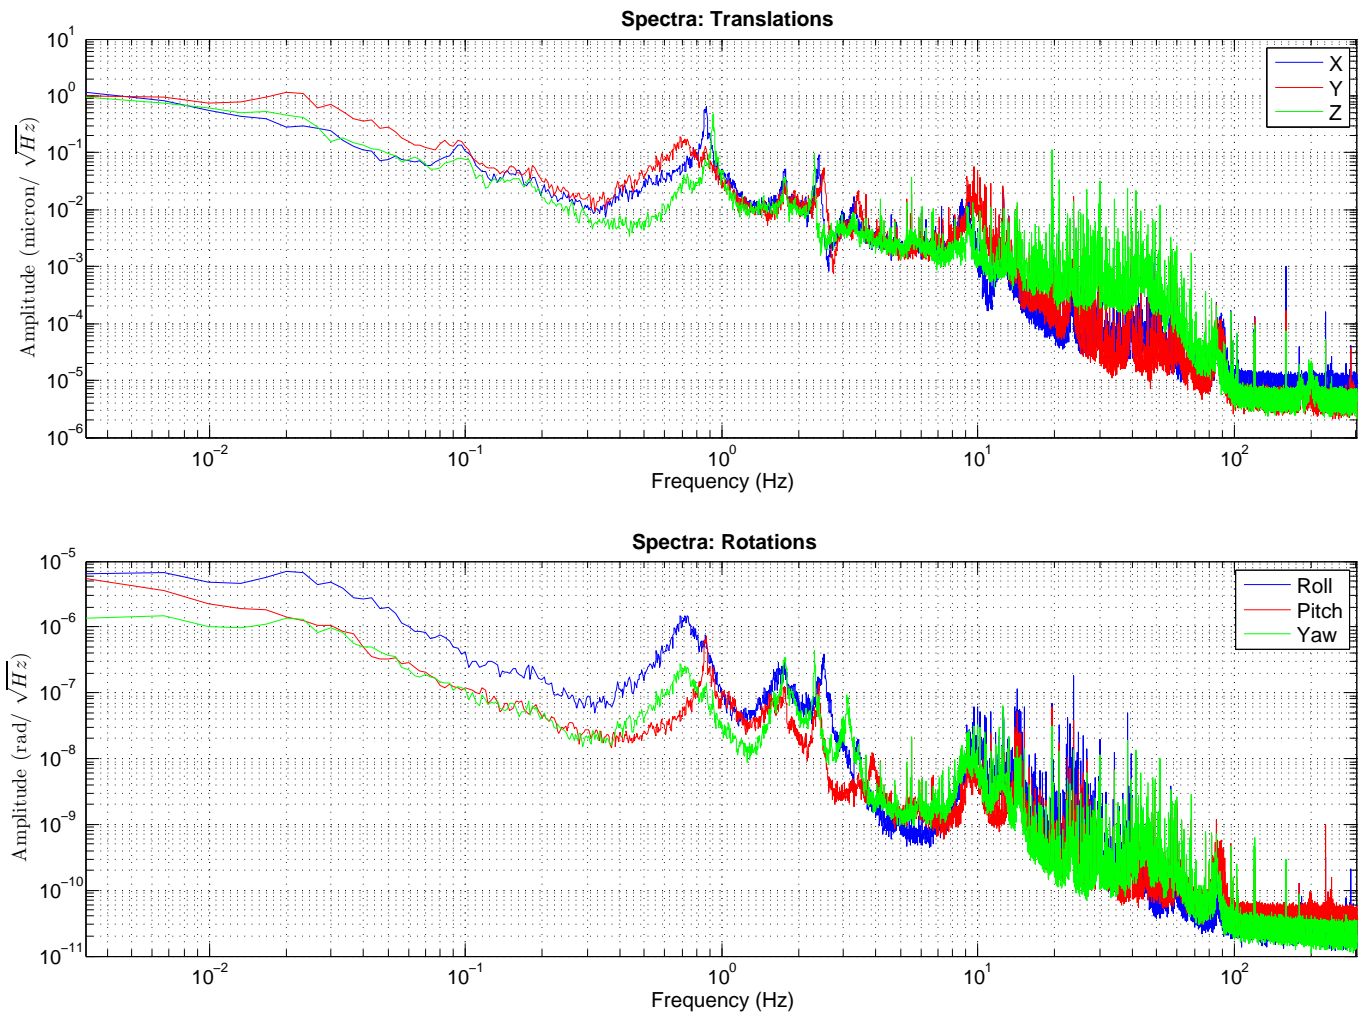 Spectra: Translations
10^1
10^0
10^-1
10^-2
10^-3
10^-4
10^-5
10^-6
Amplitude (micron/ √Hz)
X
Y
Z
10^-2
10^-1
10^0
10^1
10^2
Frequency (Hz)
Spectra: Rotations
10^-5
10^-6
10^-7
10^-8
10^-9
10^-10
10^-11
Amplitude (rad/ √Hz)
Roll
Pitch
Yaw
10^-2
10^-1
10^0
10^1
10^2
Frequency (Hz)